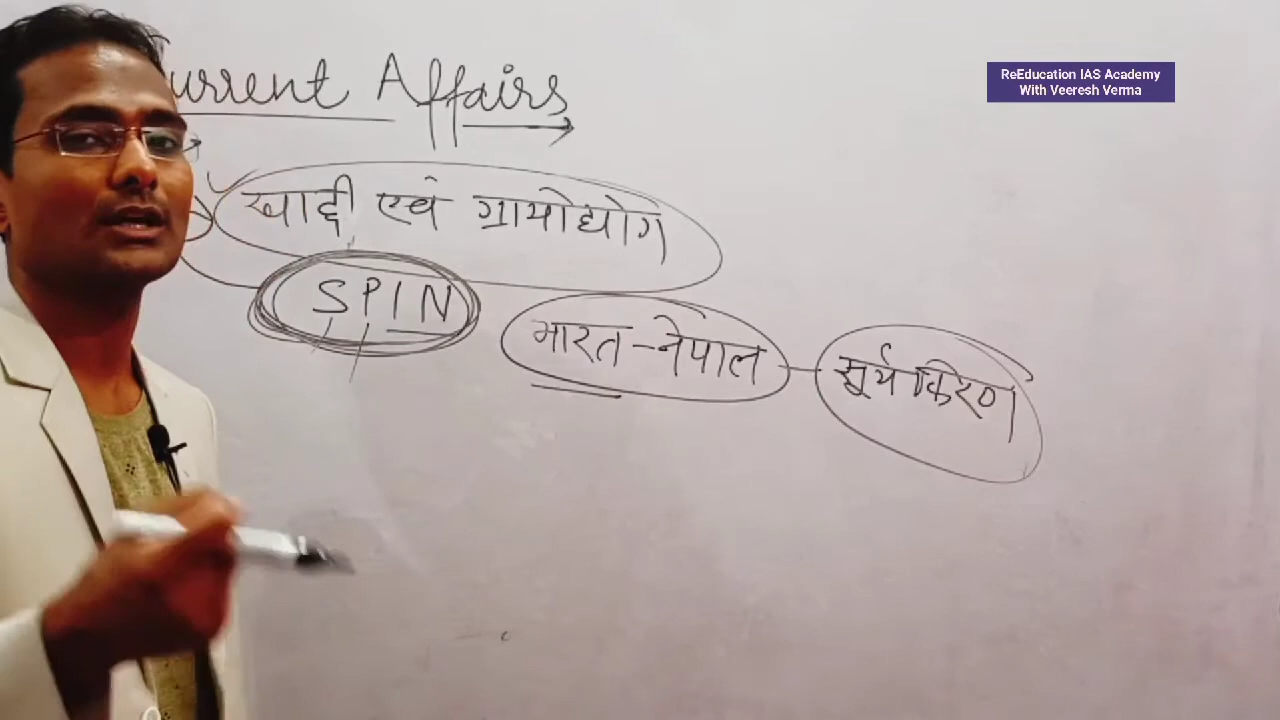 urrent Affairs
ReEducation IAS Academy
With Veeresh Verma
खादी एवं ग्रामोद्योग
SPIN
भारत-नेपाल - सूर्य किरण